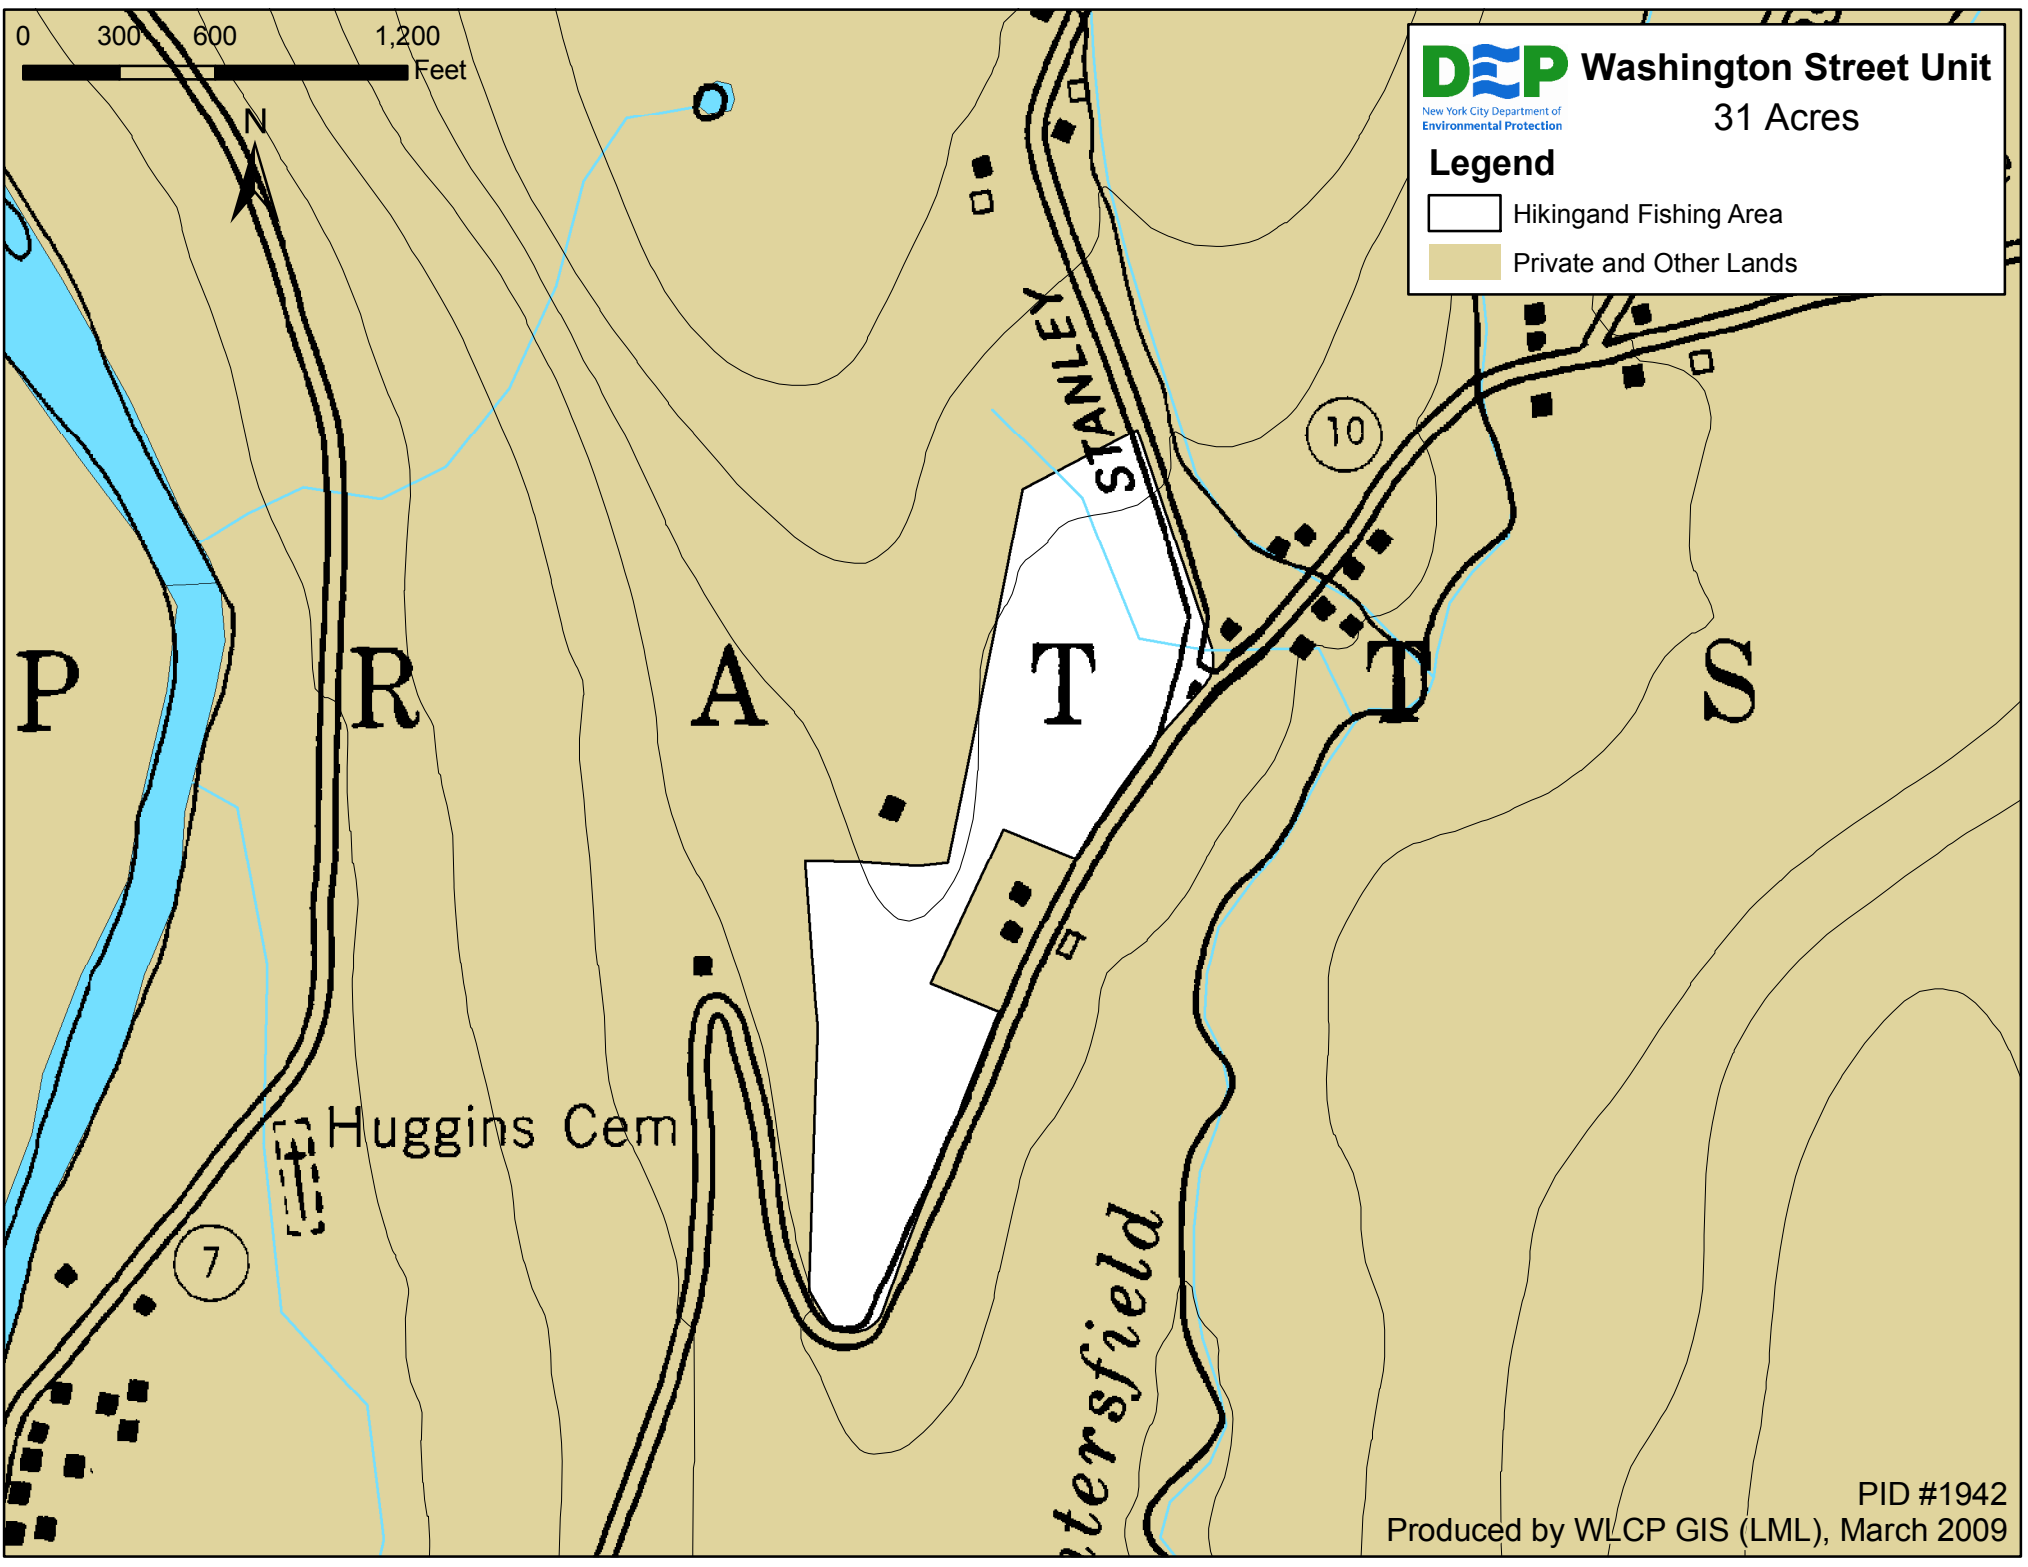 0 300 600 1,200
Feet
N
DEP
New York City Department of
Environmental Protection
Washington Street Unit
31 Acres
Legend
Hikingand Fishing Area
Private and Other Lands
STANLEY
10
P R A T T S
Huggins Cem
7
tersfield
PID #1942
Produced by WLCP GIS (LML), March 2009